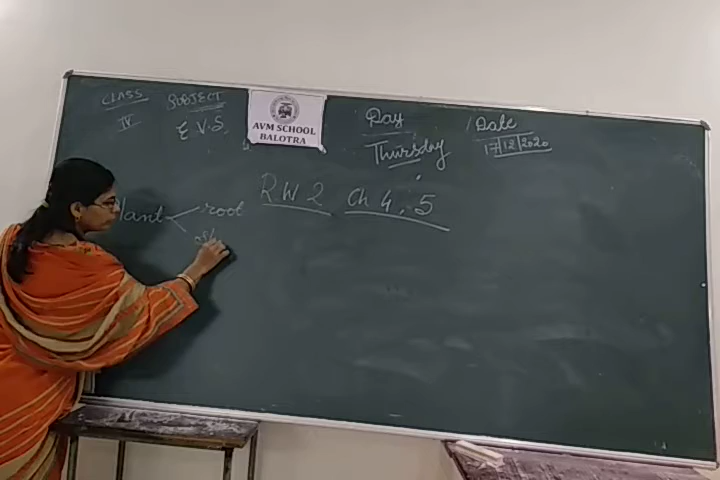 CLASS
IV
SUBJECT
E.V.S.
AVM SCHOOL
BALOTRA
Day
Thursday
Date
17/12/2020
RW 2 Ch 4, 5
Plant
root